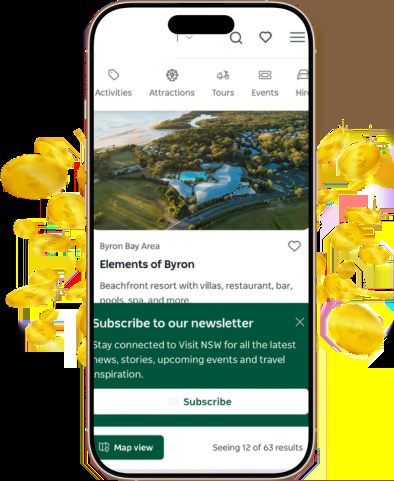 Activities Attractions Tours Events Hire
Byron Bay Area
Elements of Byron
Beachfront resort with villas, restaurant, bar,
pools, spa, and more.
Subscribe to our newsletter
Stay connected to Visit NSW for all the latest
news, stories, upcoming events and travel
inspiration.
Subscribe
Map view Seeing 12 of 63 results